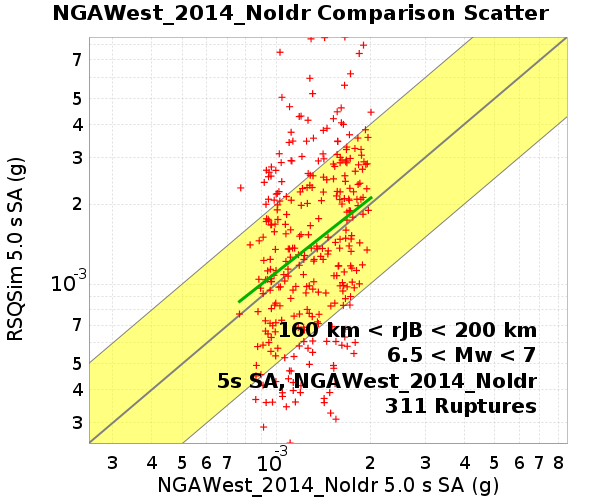 NGAWest_2014_NoIdr Comparison Scatter
RSQSim 5.0 s SA (g)
7
5
4
3
2
10-3
7
5
4
3
160 km < rJB < 200 km
6.5 < Mw < 7
5s SA, NGAWest_2014_NoIdr
311 Ruptures
3 4 5 6 7 10-3 2 3 4 5 6 7 8
NGAWest_2014_NoIdr 5.0 s SA (g)